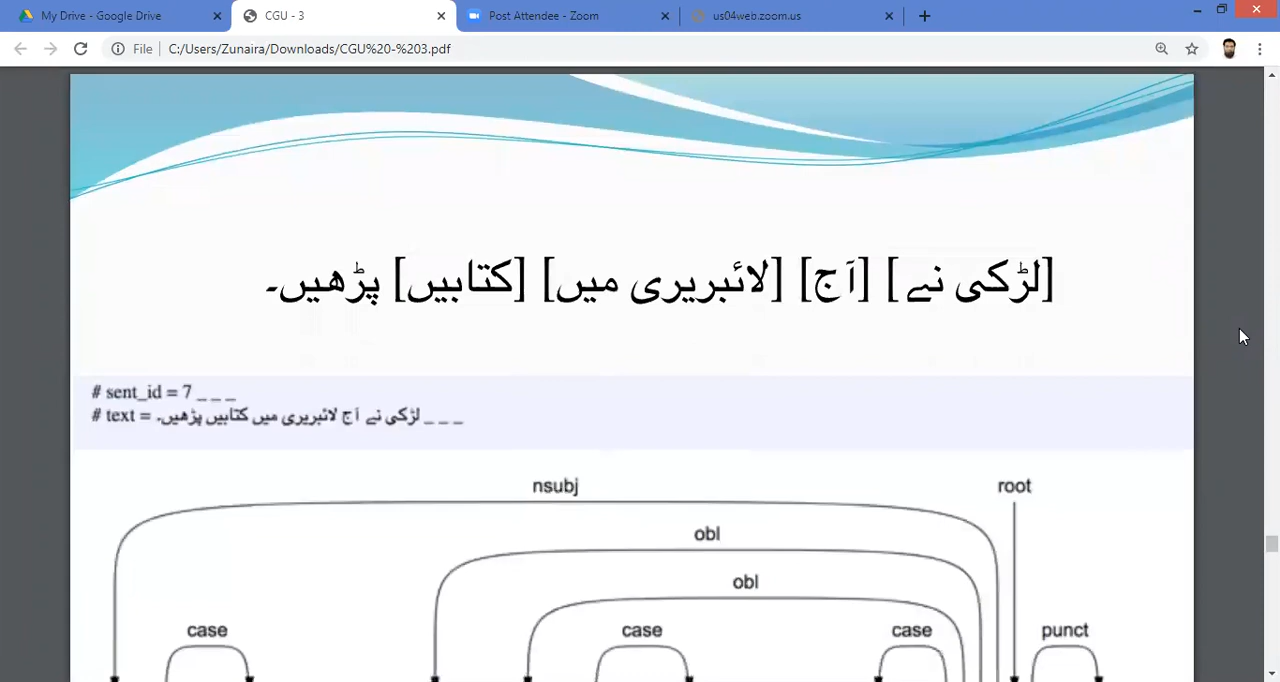 My Drive - Google Drive
CGU - 3
Post Attendee - Zoom
us04web.zoom.us
File
C:/Users/Zunaira/Downloads/CGU%20-%203.pdf
[لڑکی نے ] [آج] [لائبریری میں] [کتابیں] پڑھیں۔
# sent_id = 7 _ _ _
# text = لڑکی نے آج لائبریری میں کتابیں پڑھیں۔ _ _ _
nsubj
root
obl
obl
case
case
case
punct